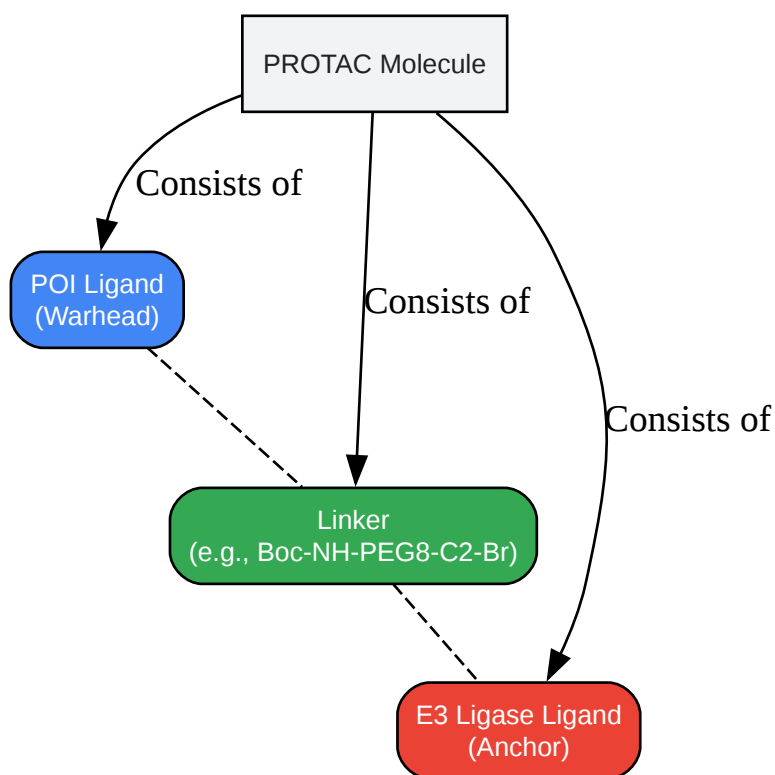 PROTAC Molecule
Consists of
POI Ligand
(Warhead)
Consists of
Consists of
Linker
(e.g., Boc-NH-PEG8-C2-Br)
E3 Ligase Ligand
(Anchor)